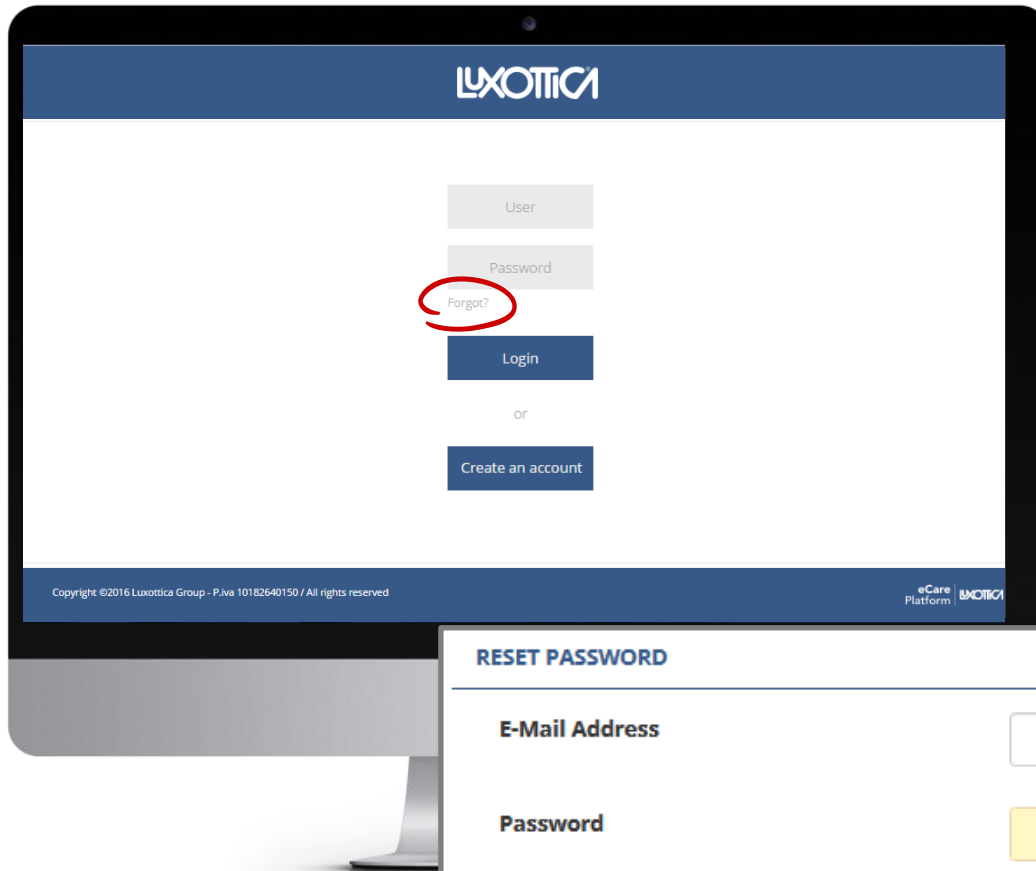 LUXOTTICA
User
Password
Forgot?
Login
or
Create an account
Copyright ©2016 Luxottica Group - P.iva 10182640150 / All rights reserved
eCare
Platform
LUXOTTICA
RESET PASSWORD
E-Mail Address
Password